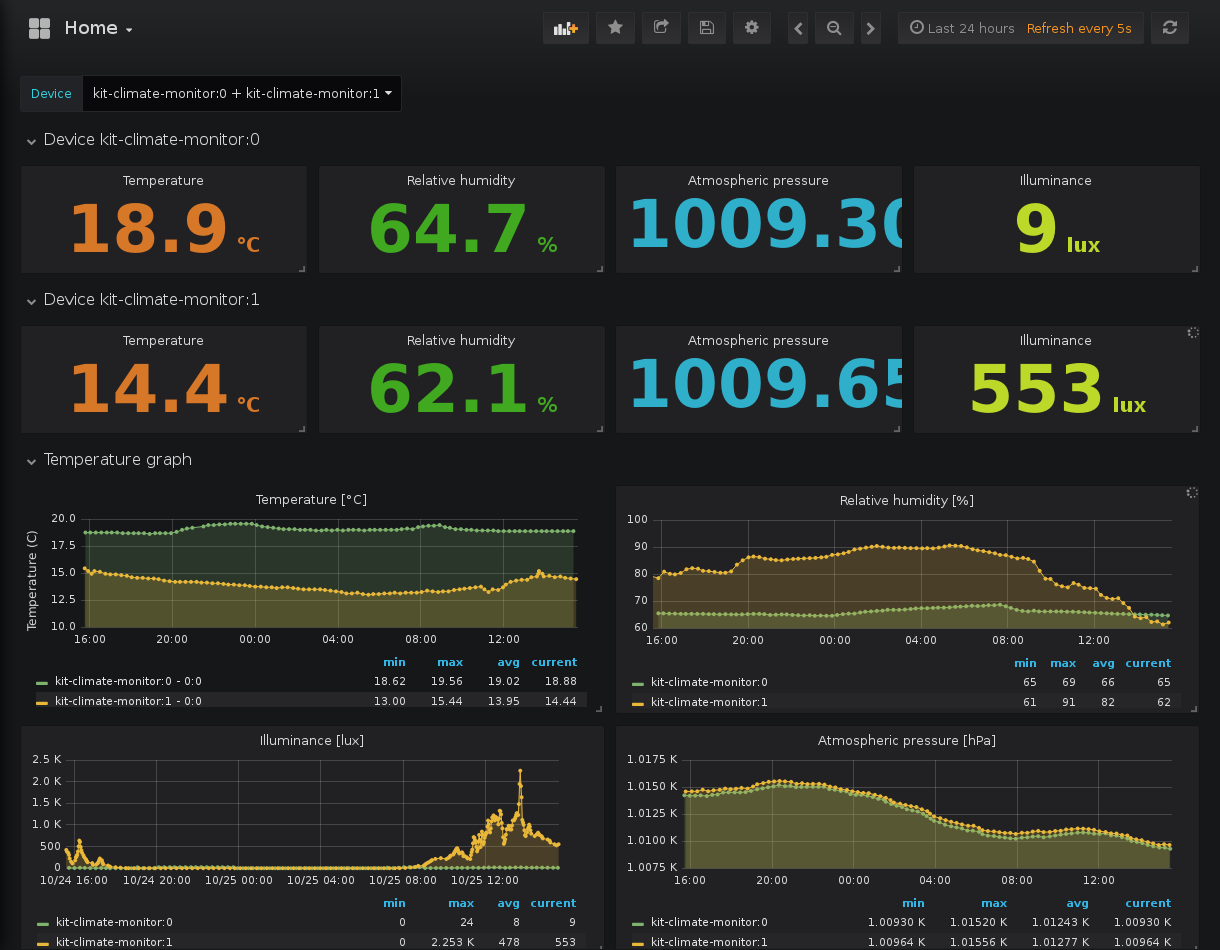 Home
Last 24 hours Refresh every 5s
Device kit-climate-monitor:0 + kit-climate-monitor:1
Device kit-climate-monitor:0
Temperature Relative humidity Atmospheric pressure Illuminance
18.9 °C 64.7 % 1009.30 9 lux
Device kit-climate-monitor:1
Temperature Relative humidity Atmospheric pressure Illuminance
14.4 °C 62.1 % 1009.65 553 lux
Temperature graph
Temperature [°C]
Temperature (C)
20.0
17.5
15.0
12.5
10.0
16:00 20:00 00:00 04:00 08:00 12:00
min max avg current
kit-climate-monitor:0 - 0:0 18.62 19.56 19.02 18.88
kit-climate-monitor:1 - 0:0 13.00 15.44 13.95 14.44
Relative humidity [%]
100
90
80
70
60
16:00 20:00 00:00 04:00 08:00 12:00
min max avg current
kit-climate-monitor:0 65 69 66 65
kit-climate-monitor:1 61 91 82 62
Illuminance [lux]
2.5 K
2.0 K
1.5 K
1.0 K
500
0
10/24 16:00 10/24 20:00 10/25 00:00 10/25 04:00 10/25 08:00 10/25 12:00
min max avg current
kit-climate-monitor:0 0 24 8 9
kit-climate-monitor:1 0 2.253 K 478 553
Atmospheric pressure [hPa]
1.0175 K
1.0150 K
1.0125 K
1.0100 K
1.0075 K
16:00 20:00 00:00 04:00 08:00 12:00
min max avg current
kit-climate-monitor:0 1.00930 K 1.01520 K 1.01243 K 1.00930 K
kit-climate-monitor:1 1.00964 K 1.01556 K 1.01277 K 1.00964 K